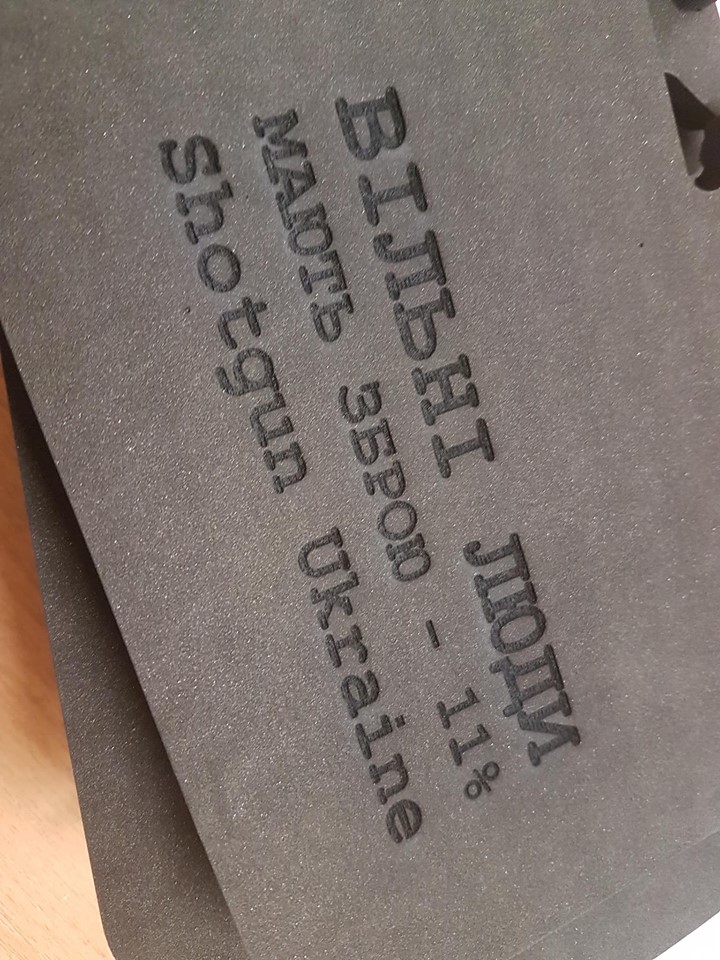 ВІЛЬНІ ЛЮДИ
МАЮТЬ ЗБРОЮ - 11%
Shotgun Ukraine